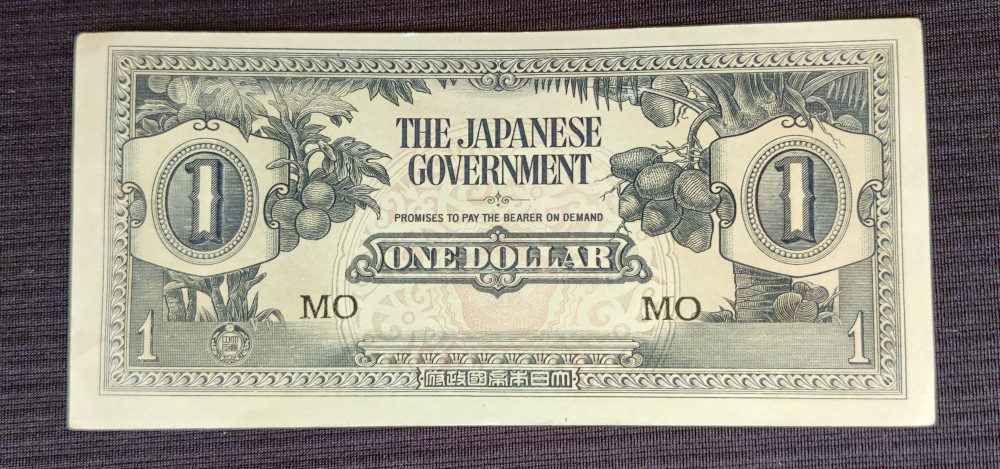 THE JAPANESE
GOVERNMENT
PROMISES TO PAY THE BEARER ON DEMAND
ONE DOLLAR
1
1
MO
MO
1
1
府政國帝本日大